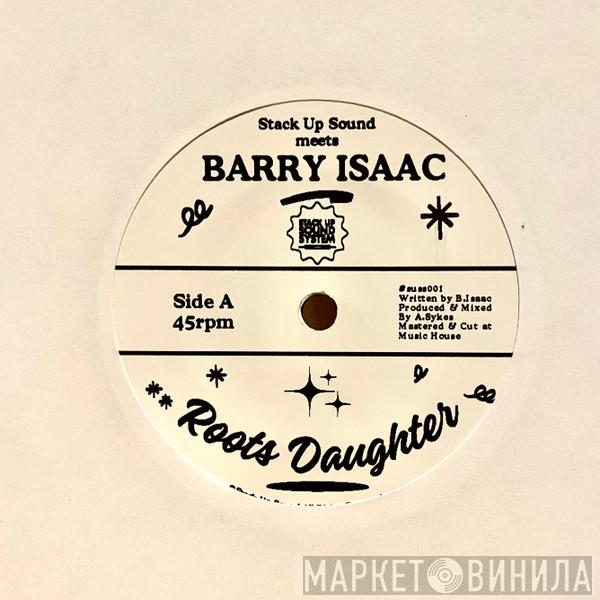 Stack Up Sound
meets
BARRY ISAAC
STACK UP
SOUND
SYSTEM
Side A
45rpm
#suss001
Written by B.Isaac
Produced & Mixed
By A.Sykes
Mastered & Cut at
Music House
Roots Daughter
МАРКЕТ ВИНИЛА